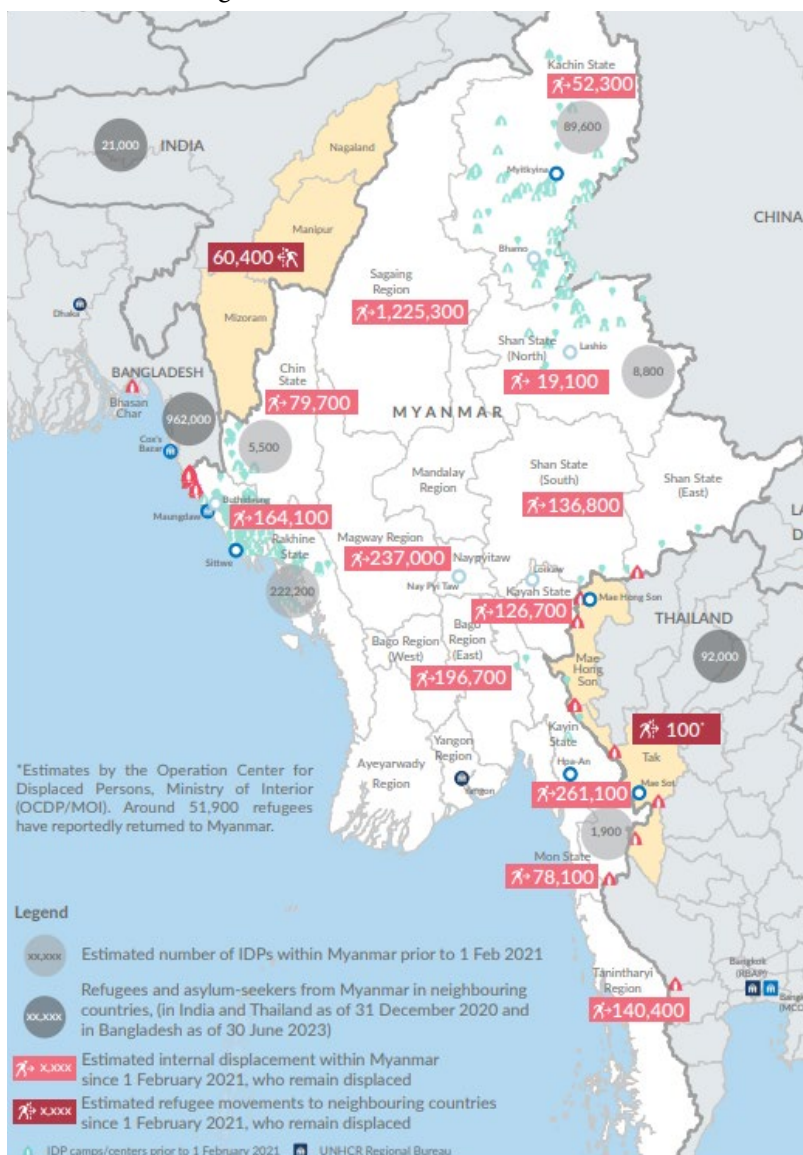 Kachin State
52,300
89,600
21,000
INDIA
Nagaland
Myitkyina
CHINA
Manipur
60,400
Bhamo
Sagaing
Region
1,225,300
Mizoram
Dhaka
Shan State
(North)
Lashio
Chin
State
19,100
8,800
BANGLADESH
79,700
MYANMAR
Bhasan
Char
962,000
Cox's
Bazar
5,500
Mandalay
Region
Shan State
(South)
Shan State
(East)
136,800
Buthidaung
Maungdaw
164,100
Magway Region
Rakhine
State
237,000
Naypyitaw
Sittwe
Loikaw
Nay Pyi Taw
Kayah State
222,200
126,700
Mae Hong Son
THAILAND
Bago Region
(West)
Bago
Region
(East)
196,700
Mae
Hong
Son
92,000
100*
Kayin
State
Tak
Yangon
Region
Ayeyarwady
Region
Hpa-An
Yangon
261,100
Mae Sot
1,900
*Estimates by the Operation Center for
Displaced Persons, Ministry of Interior
(OCDP/MOI). Around 51,900 refugees
have reportedly returned to Myanmar.
Mon State
78,100
Legend
xx,xxx Estimated number of IDPs within Myanmar prior to 1 Feb 2021
xx,xxx Refugees and asylum-seekers from Myanmar in neighbouring
countries, (in India and Thailand as of 31 December 2020 and
in Bangladesh as of 30 June 2023)
x,xxx Estimated internal displacement within Myanmar
since 1 February 2021, who remain displaced
x,xxx Estimated refugee movements to neighbouring countries
since 1 February 2021, who remain displaced
IDP camps/centers prior to 1 February 2021 UNHCR Regional Bureau
Tanintharyi
Region
140,400
Bangkok
(RBAP)